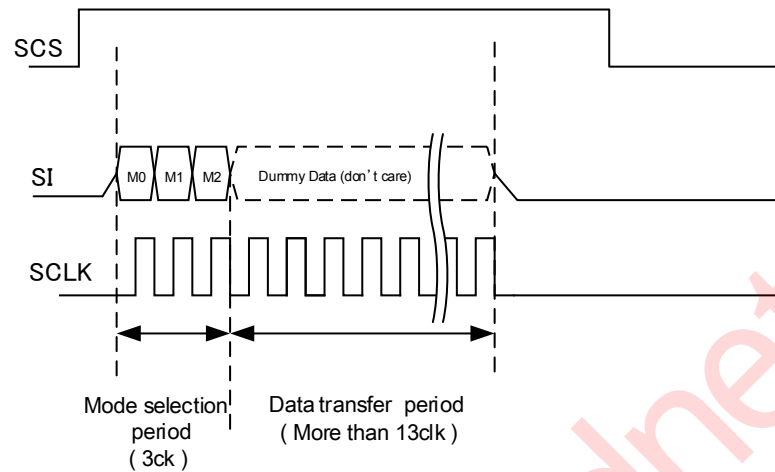 SCS
SI
M0 M1 M2 Dummy Data (don't care)
SCLK
Mode selection
period
( 3ck )
Data transfer period
( More than 13clk )